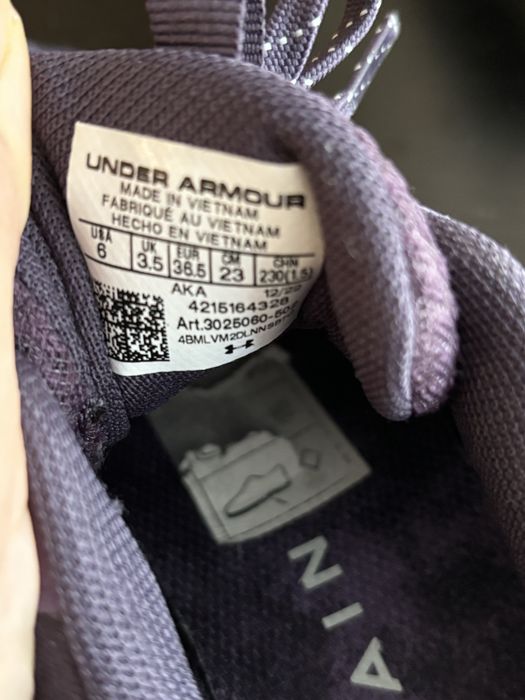 UNDER ARMOUR
MADE IN VIETNAM
FABRIQUÉ AU VIETNAM
HECHO EN VIETNAM
USA UK EUR CM CHN
6 3.5 36.5 23 230(1.5)
AKA 12/22
4215164328
AIN